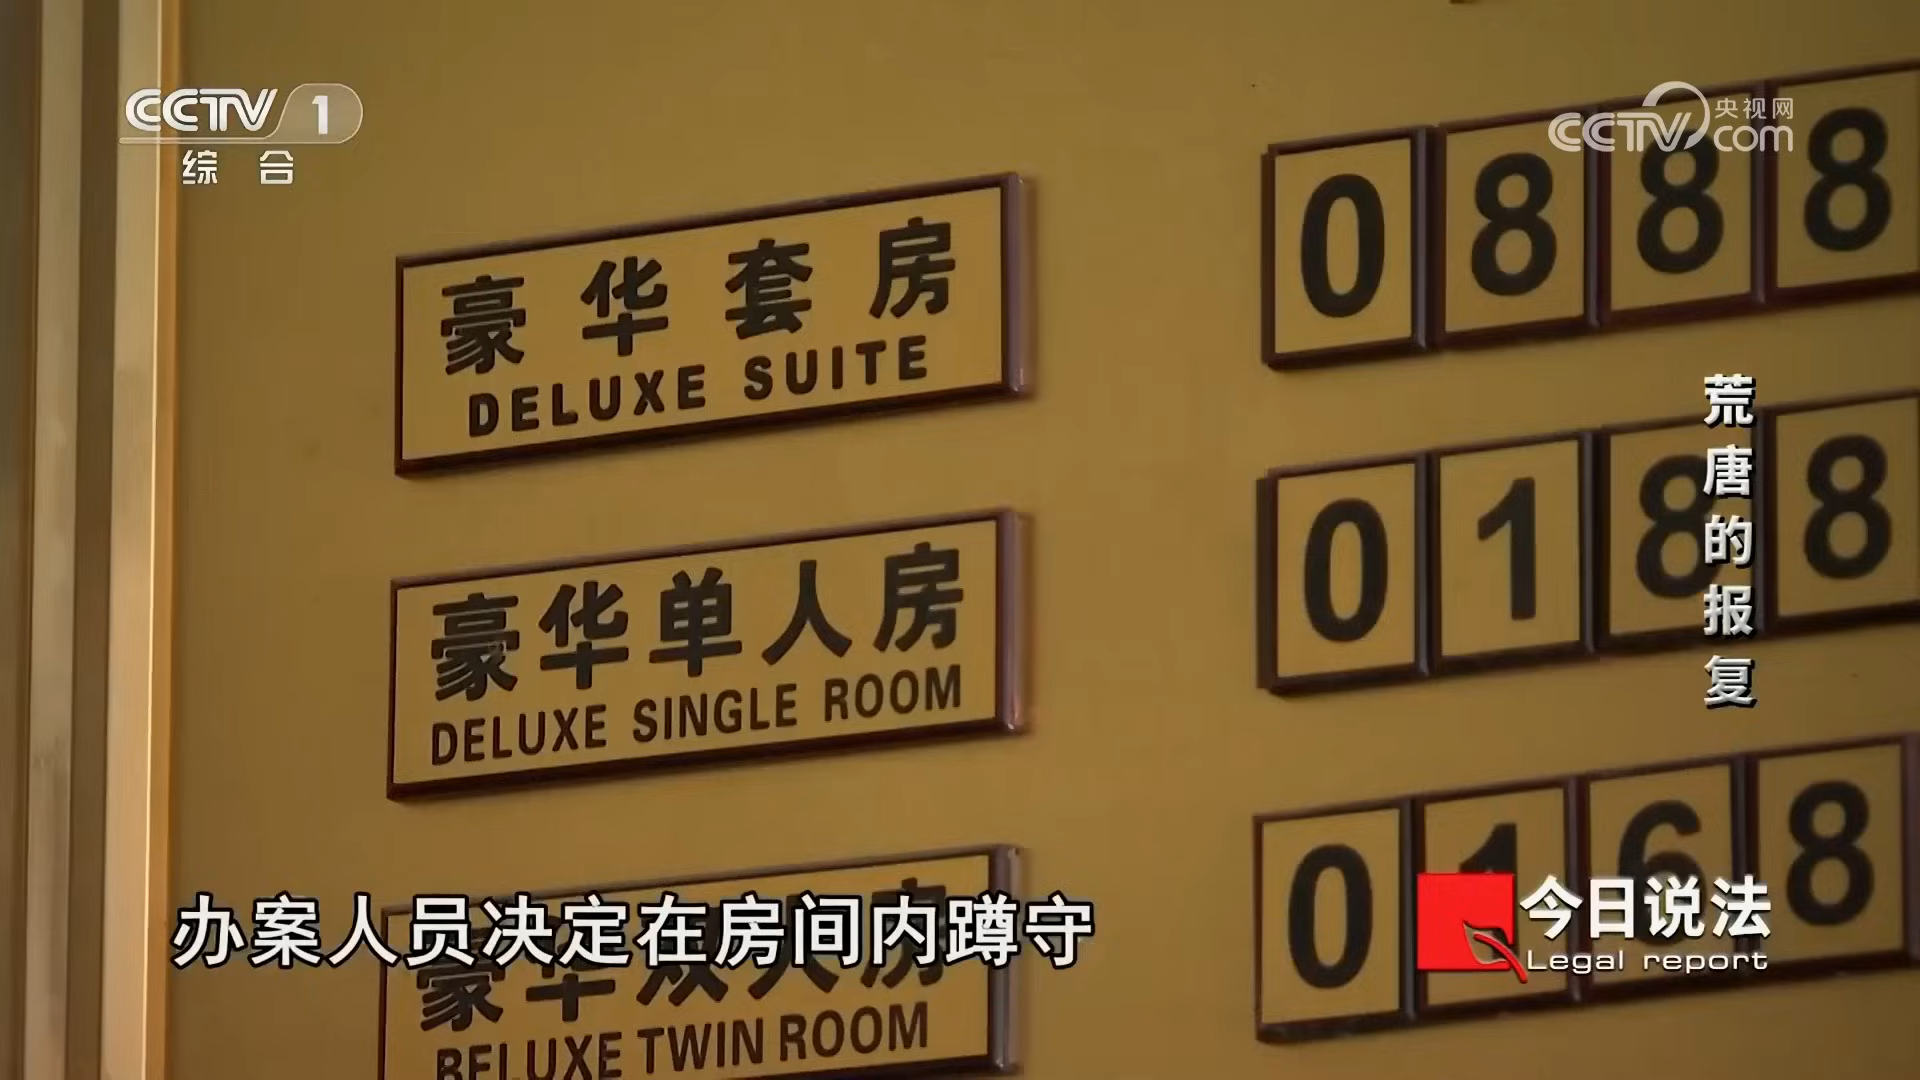 CCTV 1
综合
央视网
CCTV com
豪华套房
DELUXE SUITE
0888
豪华单人房
DELUXE SINGLE ROOM
0188
荒唐的报复
豪华双人房
DELUXE TWIN ROOM
0168
办案人员决定在房间内蹲守
今日说法
Legal report